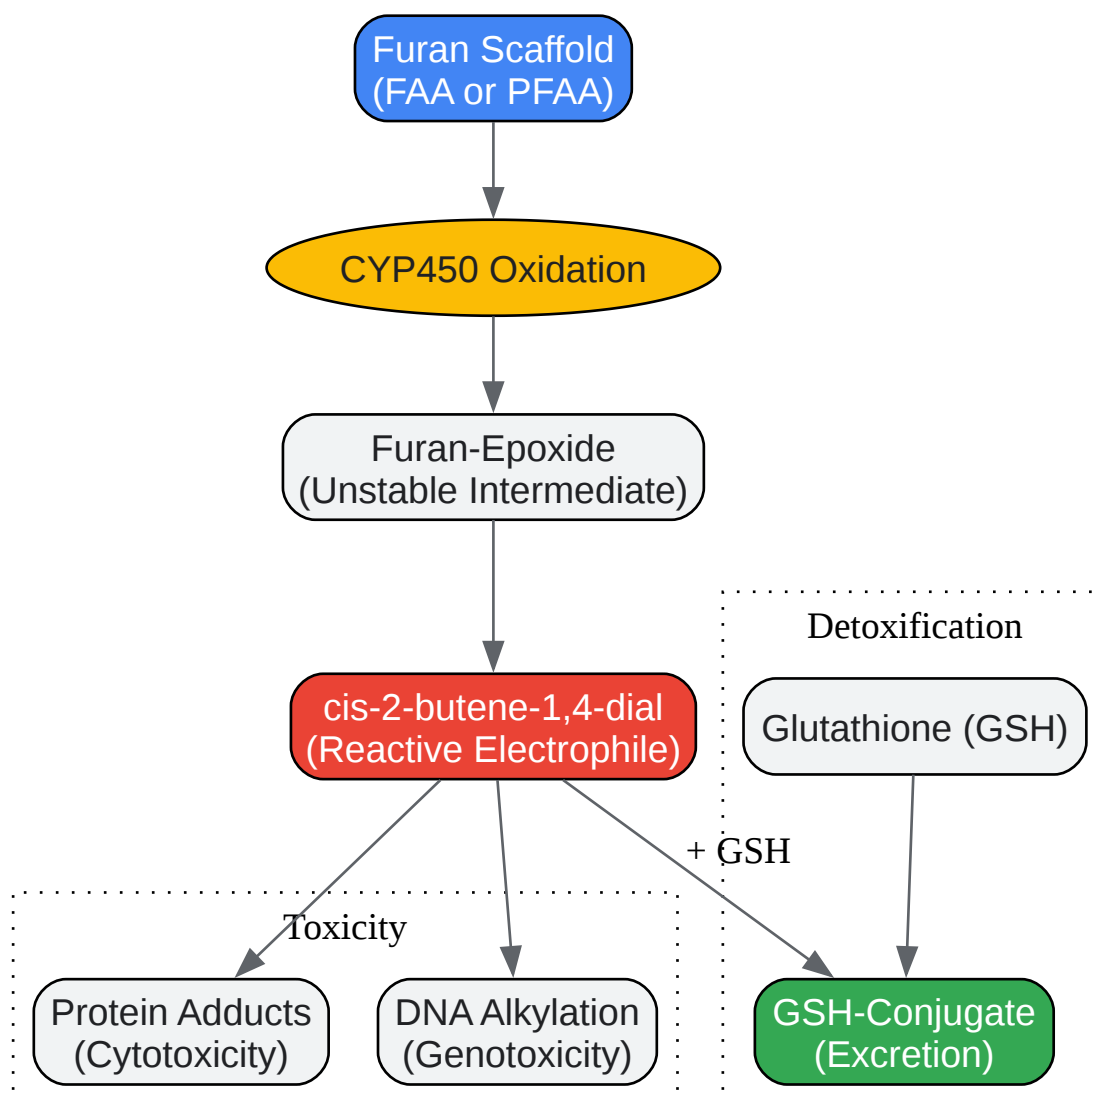 Furan Scaffold
(FAA or PFAA)
CYP450 Oxidation
Furan-Epoxide
(Unstable Intermediate)
Detoxification
cis-2-butene-1,4-dial
(Reactive Electrophile)
Glutathione (GSH)
+ GSH
Toxicity
Protein Adducts
(Cytotoxicity)
DNA Alkylation
(Genotoxicity)
GSH-Conjugate
(Excretion)